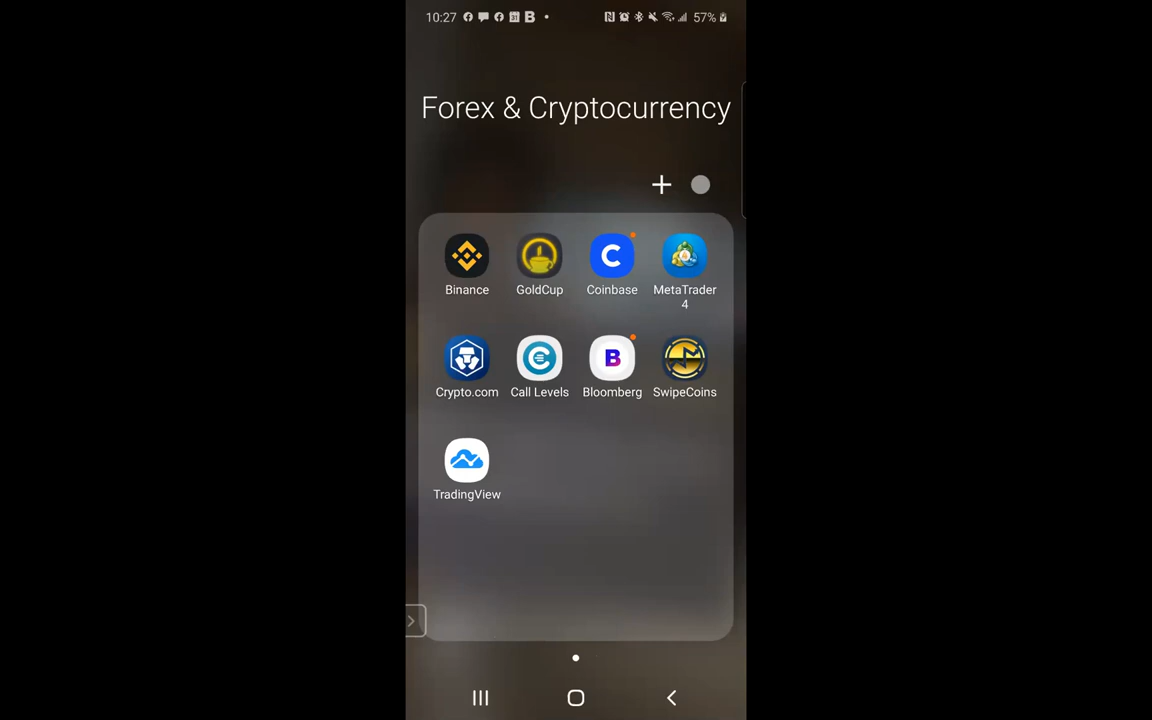 10:27
57%
Forex & Cryptocurrency
Binance
GoldCup
Coinbase
MetaTrader
4
Crypto.com
Call Levels
Bloomberg
SwipeCoins
TradingView